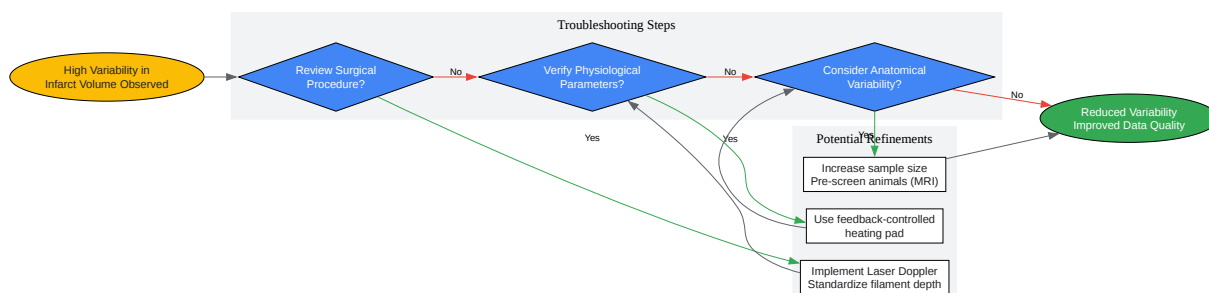 Troubleshooting Steps
High Variability in
Infarct Volume Observed
Review Surgical
Procedure?
No
Verify Physiological
Parameters?
No
Consider Anatomical
Variability?
No
Reduced Variability
Improved Data Quality
Yes
Yes
Yes
Potential Refinements
Increase sample size
Pre-screen animals (MRI)
Use feedback-controlled
heating pad
Implement Laser Doppler
Standardize filament depth